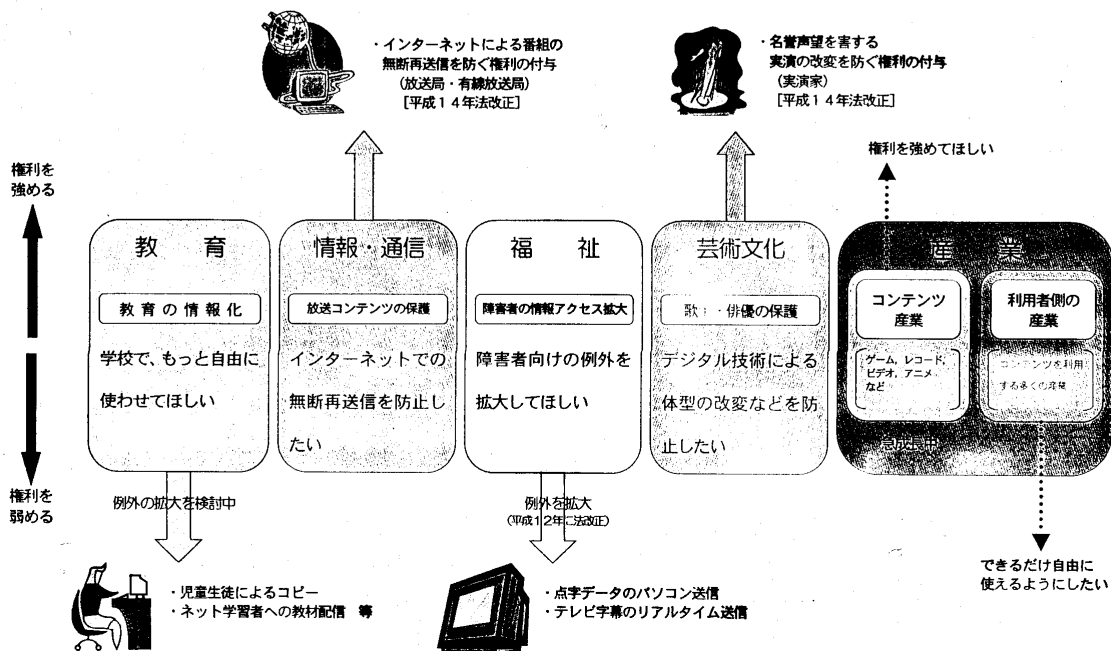 ・インターネットによる番組の
無断再送信を防ぐ権利の付与
(放送局・有線放送局)
[平成14年法改正]
・名誉声望を害する
実演の改変を防ぐ権利の付与
(実演家)
[平成14年法改正]
権利を
強める
権利を強めてほしい
教 育
教育の情報化
学校で、もっと自由に
使わせてほしい
情報・通信
放送コンテンツの保護
インターネットでの
無断再送信を防止し
たい
福 祉
障害者の情報アクセス拡大
障害者向けの例外を
拡大してほしい
芸術文化
・俳優の保護
デジタル技術による
体型の改変などを防
止したい
産 業
コンテンツ
産業
ゲーム、レコード、
ビデオ、アニメ
など
利用者側の
産業
コンテンツを利用
する多くの産業
急成長中
権利を
弱める
例外の拡大を検討中
例外を拡大
(平成12年に法改正)
・児童生徒によるコピー
・ネット学習者への教材配信 等
・点字データのパソコン送信
・テレビ字幕のリアルタイム送信
できるだけ自由に
使えるようにしたい